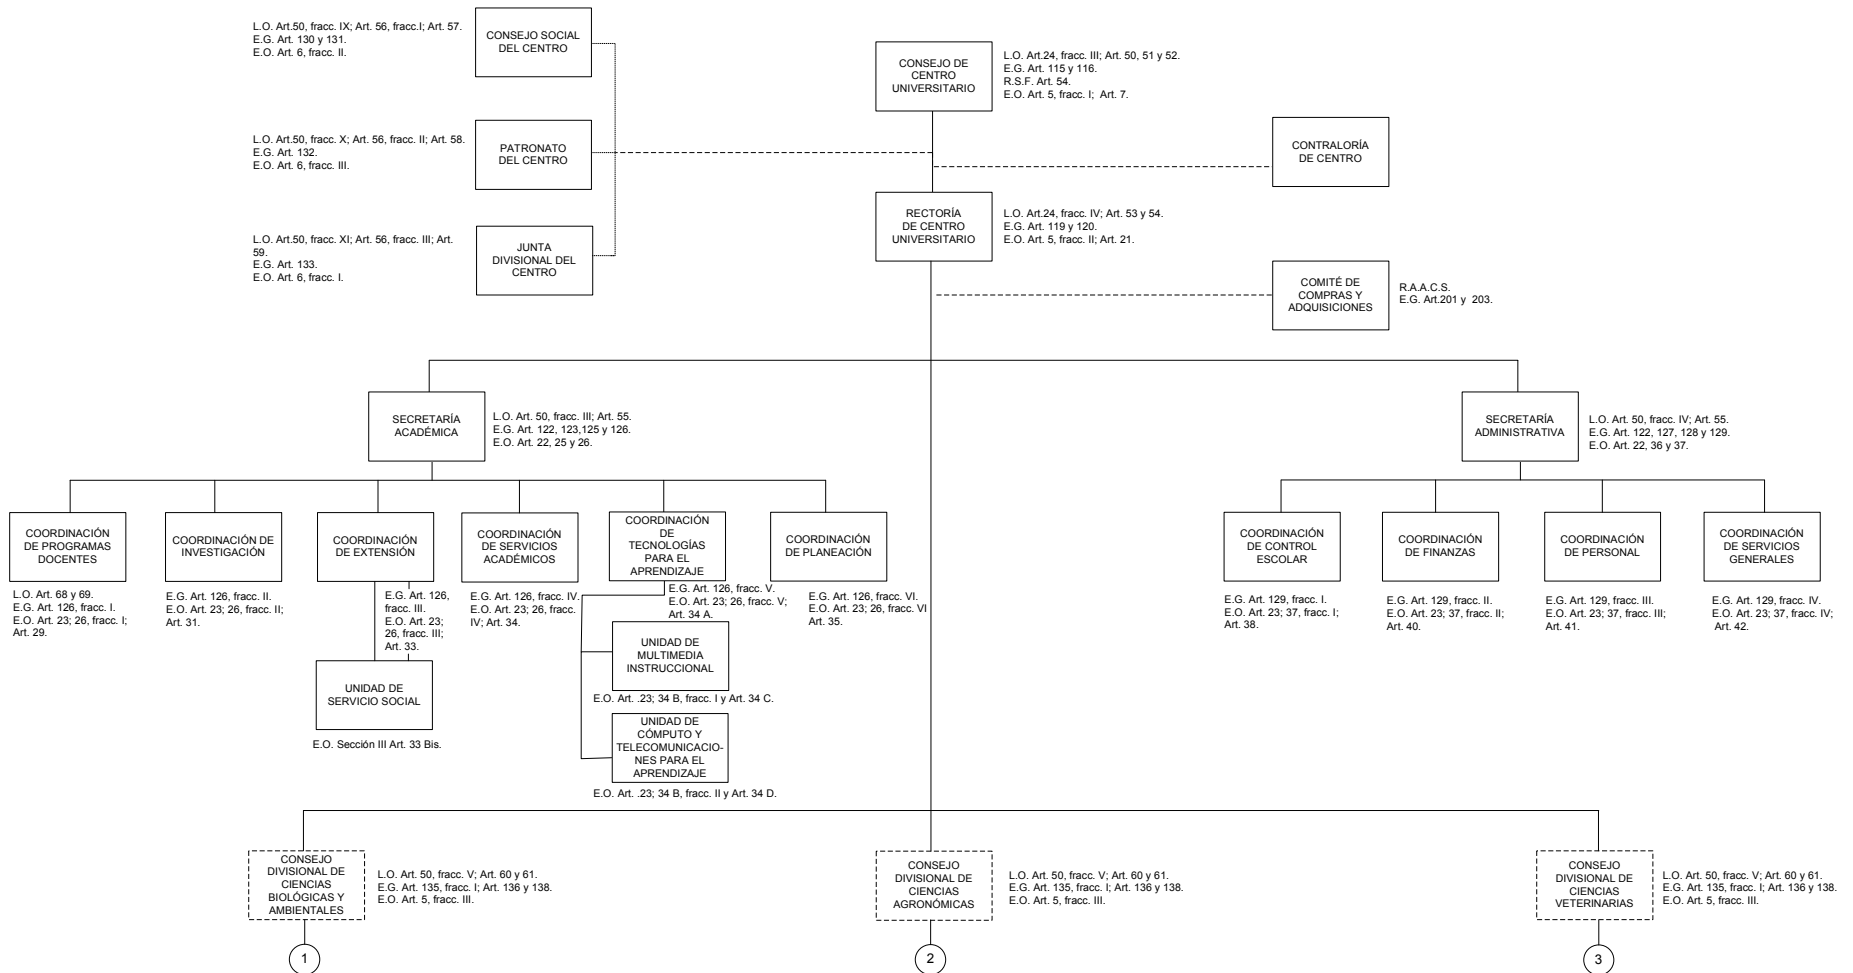 L.O. Art.50, fracc. IX; Art. 56, fracc.I; Art. 57.
E.G. Art. 130 y 131.
E.O. Art. 6, fracc. II.
CONSEJO SOCIAL
DEL CENTRO
CONSEJO DE
CENTRO
UNIVERSITARIO
L.O. Art.24, fracc. III; Art. 50, 51 y 52.
E.G. Art. 115 y 116.
R.S.F. Art. 54.
E.O. Art. 5, fracc. I;  Art. 7.
L.O. Art.50, fracc. X; Art. 56, fracc. II; Art. 58.
E.G. Art. 132.
E.O. Art. 6, fracc. III.
PATRONATO
DEL CENTRO
CONTRALORÍA
DE CENTRO
L.O. Art.50, fracc. XI; Art. 56, fracc. III; Art.
59.
E.G. Art. 133.
E.O. Art. 6, fracc. I.
JUNTA
DIVISIONAL DEL
CENTRO
RECTORÍA
DE CENTRO
UNIVERSITARIO
L.O. Art.24, fracc. IV; Art. 53 y 54.
E.G. Art. 119 y 120.
E.O. Art. 5, fracc. II; Art. 21.
COMITÉ DE
COMPRAS Y
ADQUISICIONES
R.A.A.C.S.
E.G. Art.201 y  203.
SECRETARÍA
ACADÉMICA
L.O. Art. 50, fracc. III; Art. 55.
E.G. Art. 122, 123,125 y 126.
E.O. Art. 22, 25 y 26.
SECRETARÍA
ADMINISTRATIVA
L.O. Art. 50, fracc. IV; Art. 55.
E.G. Art. 122, 127, 128 y 129.
E.O. Art. 22, 36 y 37.
COORDINACIÓN
DE PROGRAMAS
DOCENTES
L.O. Art. 68 y 69.
E.G. Art. 126, fracc. I.
E.O. Art. 23; 26, fracc. I;
Art. 29.
COORDINACIÓN DE
INVESTIGACIÓN
E.G. Art. 126, fracc. II.
E.O. Art. 23; 26, fracc. II;
Art. 31.
COORDINACIÓN
DE EXTENSIÓN
E.G. Art. 126,
fracc. III.
E.O. Art. 23;
26, fracc. III;
Art. 33.
UNIDAD DE
SERVICIO SOCIAL
E.O. Sección III Art. 33 Bis.
COORDINACIÓN
DE SERVICIOS
ACADÉMICOS
E.G. Art. 126, fracc. IV.
E.O. Art. 23; 26, fracc.
IV; Art. 34.
COORDINACIÓN
DE
TECNOLOGÍAS
PARA EL
APRENDIZAJE
E.G. Art. 126, fracc. V.
E.O. Art. 23; 26, fracc. V;
Art. 34 A.
UNIDAD DE
MULTIMEDIA
INSTRUCCIONAL
E.O. Art. .23; 34 B, fracc. I y Art. 34 C.
UNIDAD DE
CÓMPUTO Y
TELECOMUNICACIO-
NES PARA EL
APRENDIZAJE
E.O. Art. .23; 34 B, fracc. II y Art. 34 D.
COORDINACIÓN
DE PLANEACIÓN
E.G. Art. 126, fracc. VI.
E.O. Art. 23; 26, fracc. VI
Art. 35.
COORDINACIÓN
DE CONTROL
ESCOLAR
E.G. Art. 129, fracc. I.
E.O. Art. 23; 37, fracc. I;
Art. 38.
COORDINACIÓN
DE FINANZAS
E.G. Art. 129, fracc. II.
E.O. Art. 23; 37, fracc. II;
Art. 40.
COORDINACIÓN
DE PERSONAL
E.G. Art. 129, fracc. III.
E.O. Art. 23; 37, fracc. III;
Art. 41.
COORDINACIÓN
DE SERVICIOS
GENERALES
E.G. Art. 129, fracc. IV.
E.O. Art. 23; 37, fracc. IV;
Art. 42.
CONSEJO
DIVISIONAL DE
CIENCIAS
BIOLÓGICAS Y
AMBIENTALES
L.O. Art. 50, fracc. V; Art. 60 y 61.
E.G. Art. 135, fracc. I; Art. 136 y 138.
E.O. Art. 5, fracc. III.
CONSEJO
DIVISIONAL DE
CIENCIAS
AGRONÓMICAS
L.O. Art. 50, fracc. V; Art. 60 y 61.
E.G. Art. 135, fracc. I; Art. 136 y 138.
E.O. Art. 5, fracc. III.
CONSEJO
DIVISIONAL DE
CIENCIAS
VETERINARIAS
L.O. Art. 50, fracc. V; Art. 60 y 61.
E.G. Art. 135, fracc. I; Art. 136 y 138.
E.O. Art. 5, fracc. III.
1
2
3